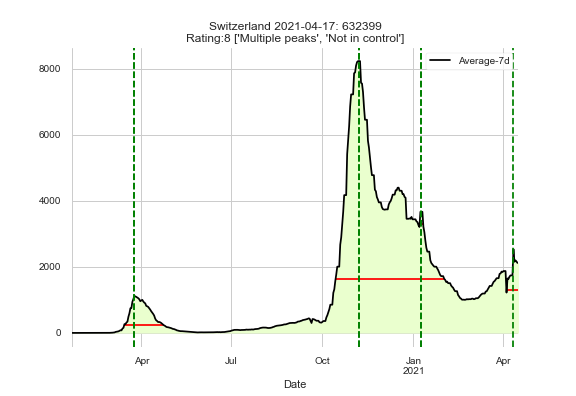 Switzerland 2021-04-17: 632399
Rating:8 ['Multiple peaks', 'Not in control']
Average-7d
8000
6000
4000
2000
0
Apr
Jul
Oct
Jan
2021
Apr
Date